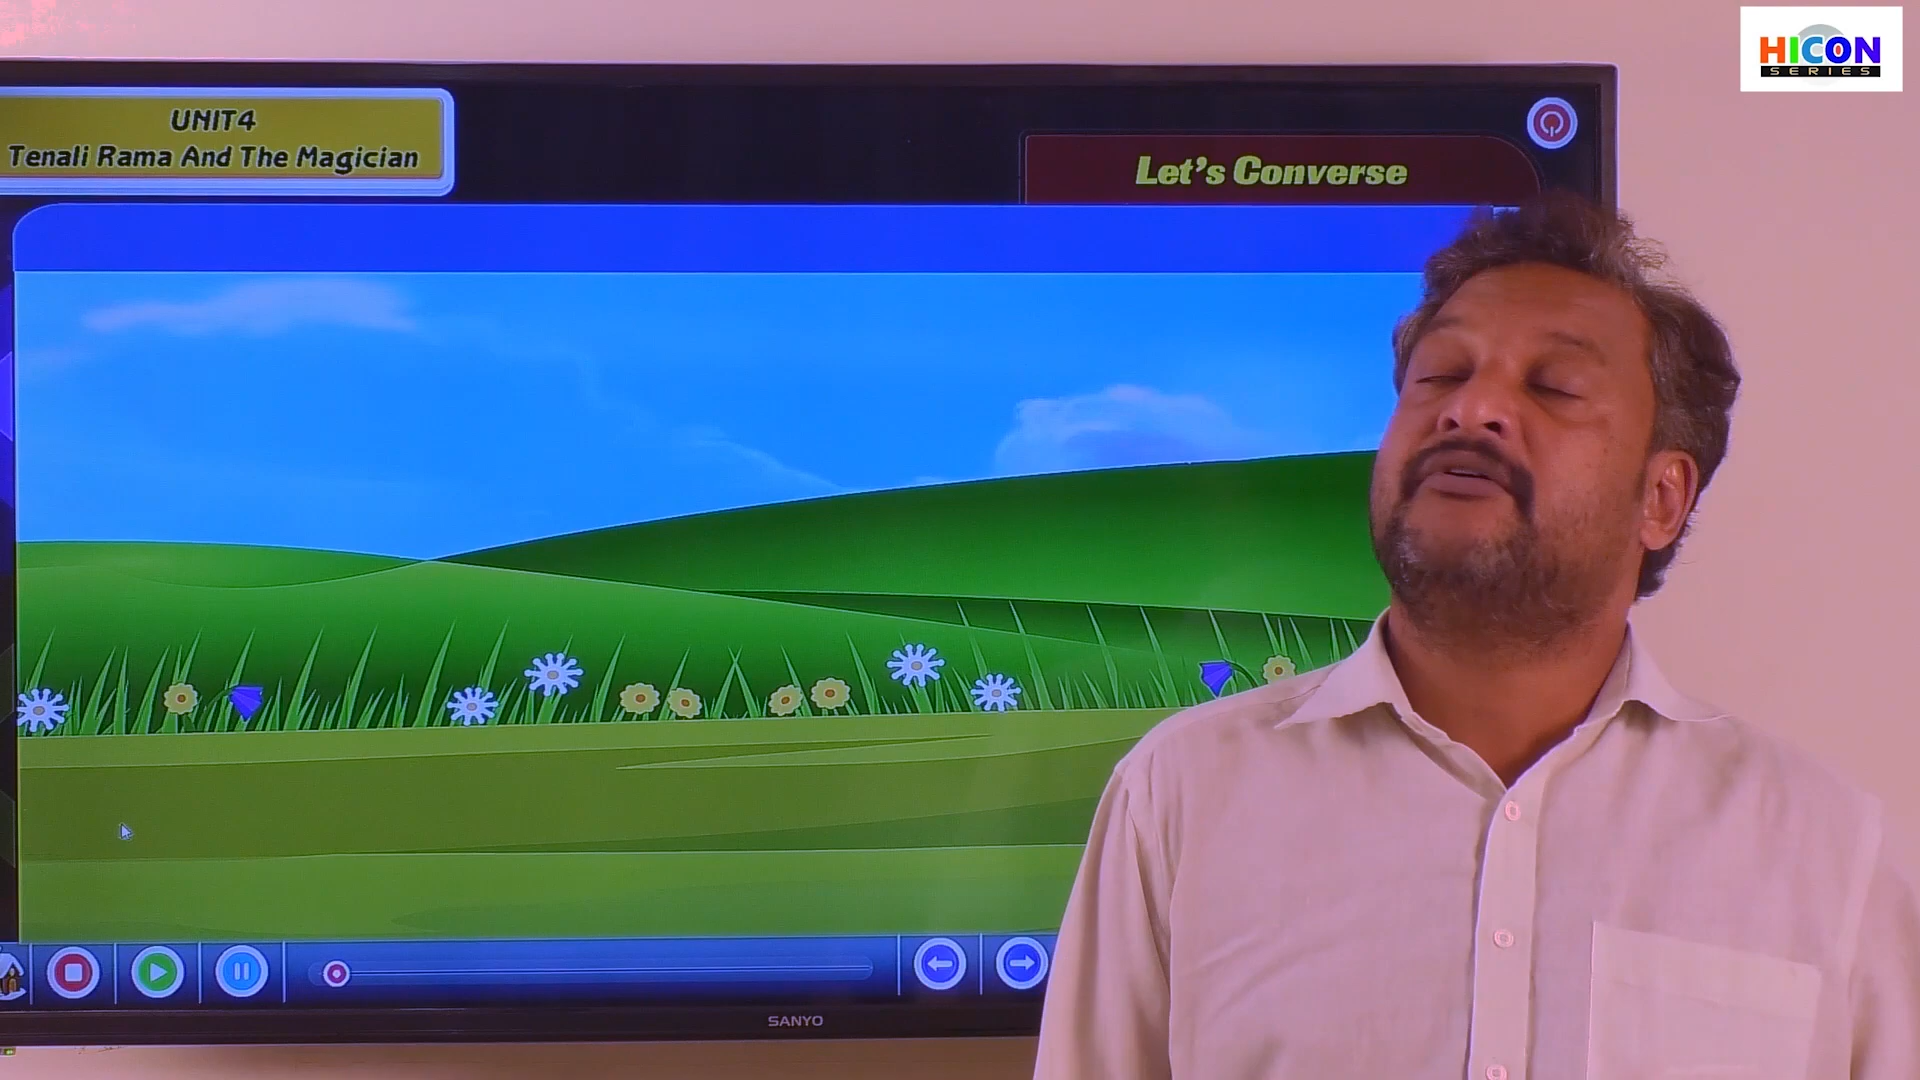 HICON
SERIES
UNIT4
Tenali Rama And The Magician
Let's Converse
SANYO